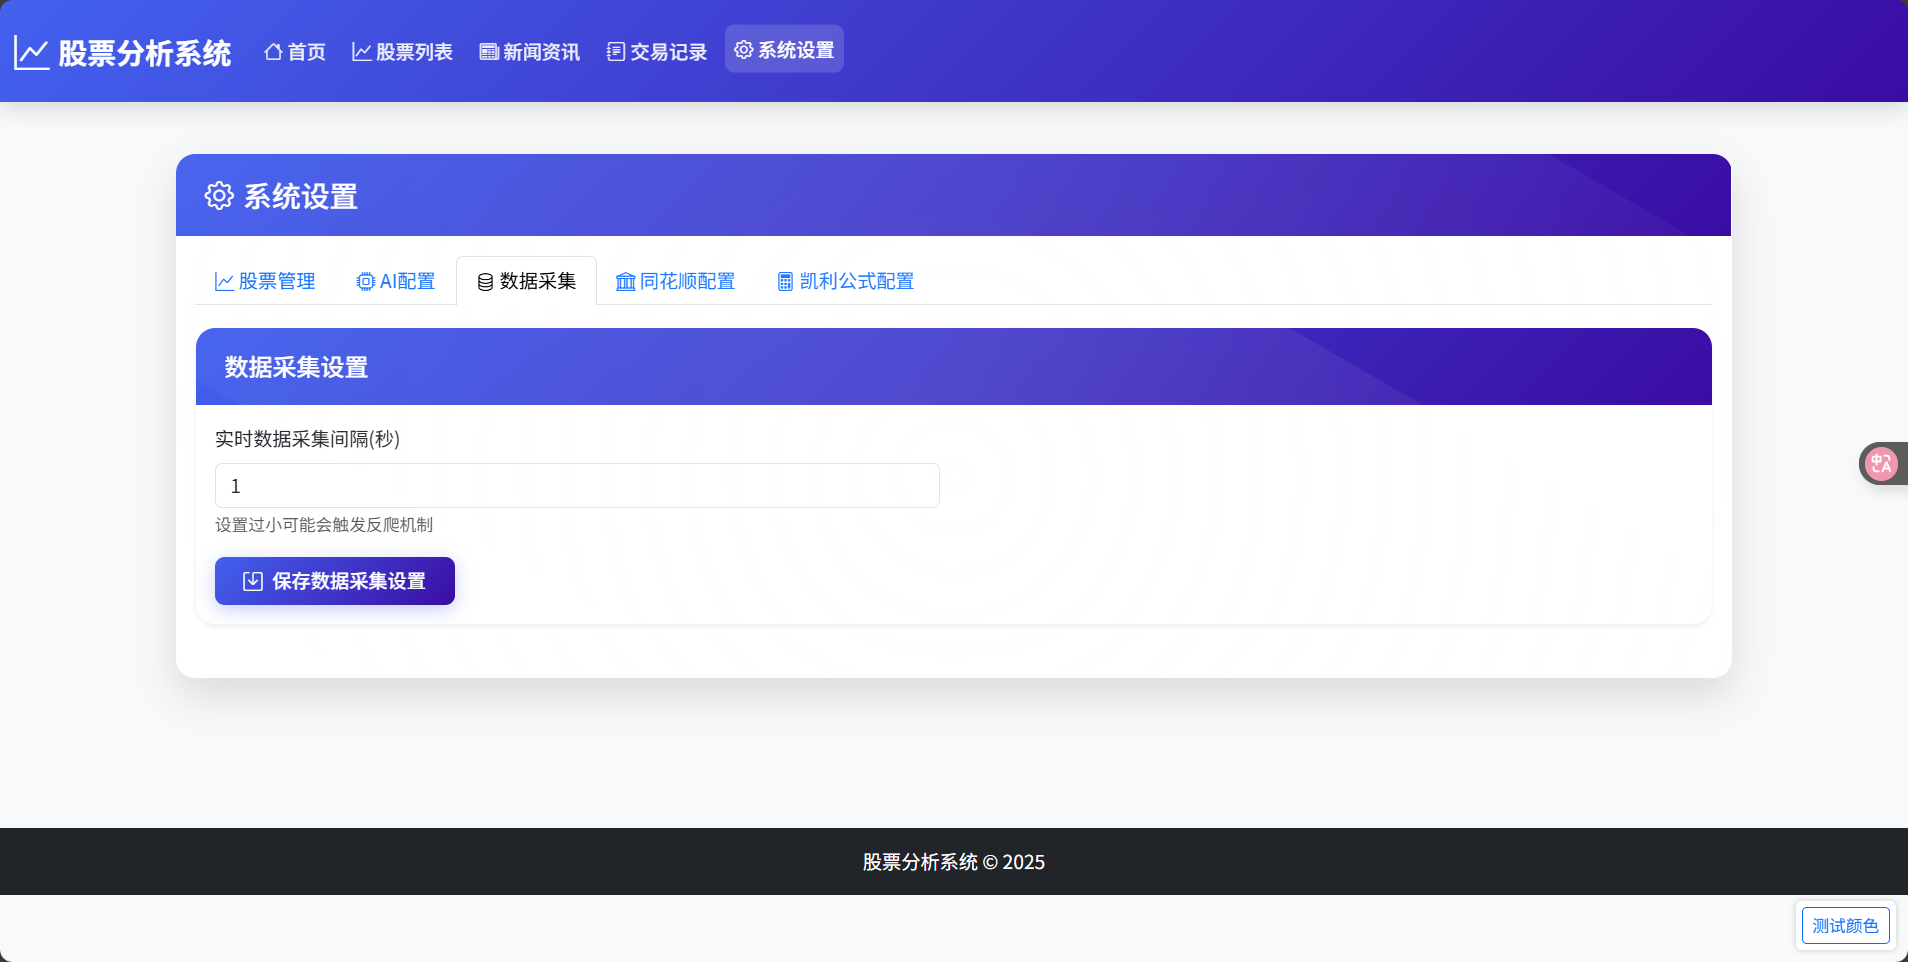 股票分析系统 首页 股票列表 新闻资讯 交易记录 系统设置
系统设置
股票管理 AI配置 数据采集 同花顺配置 凯利公式配置
数据采集设置
实时数据采集间隔(秒)
1
设置过小可能会触发反爬机制
保存数据采集设置
中A
股票分析系统 © 2025
测试颜色